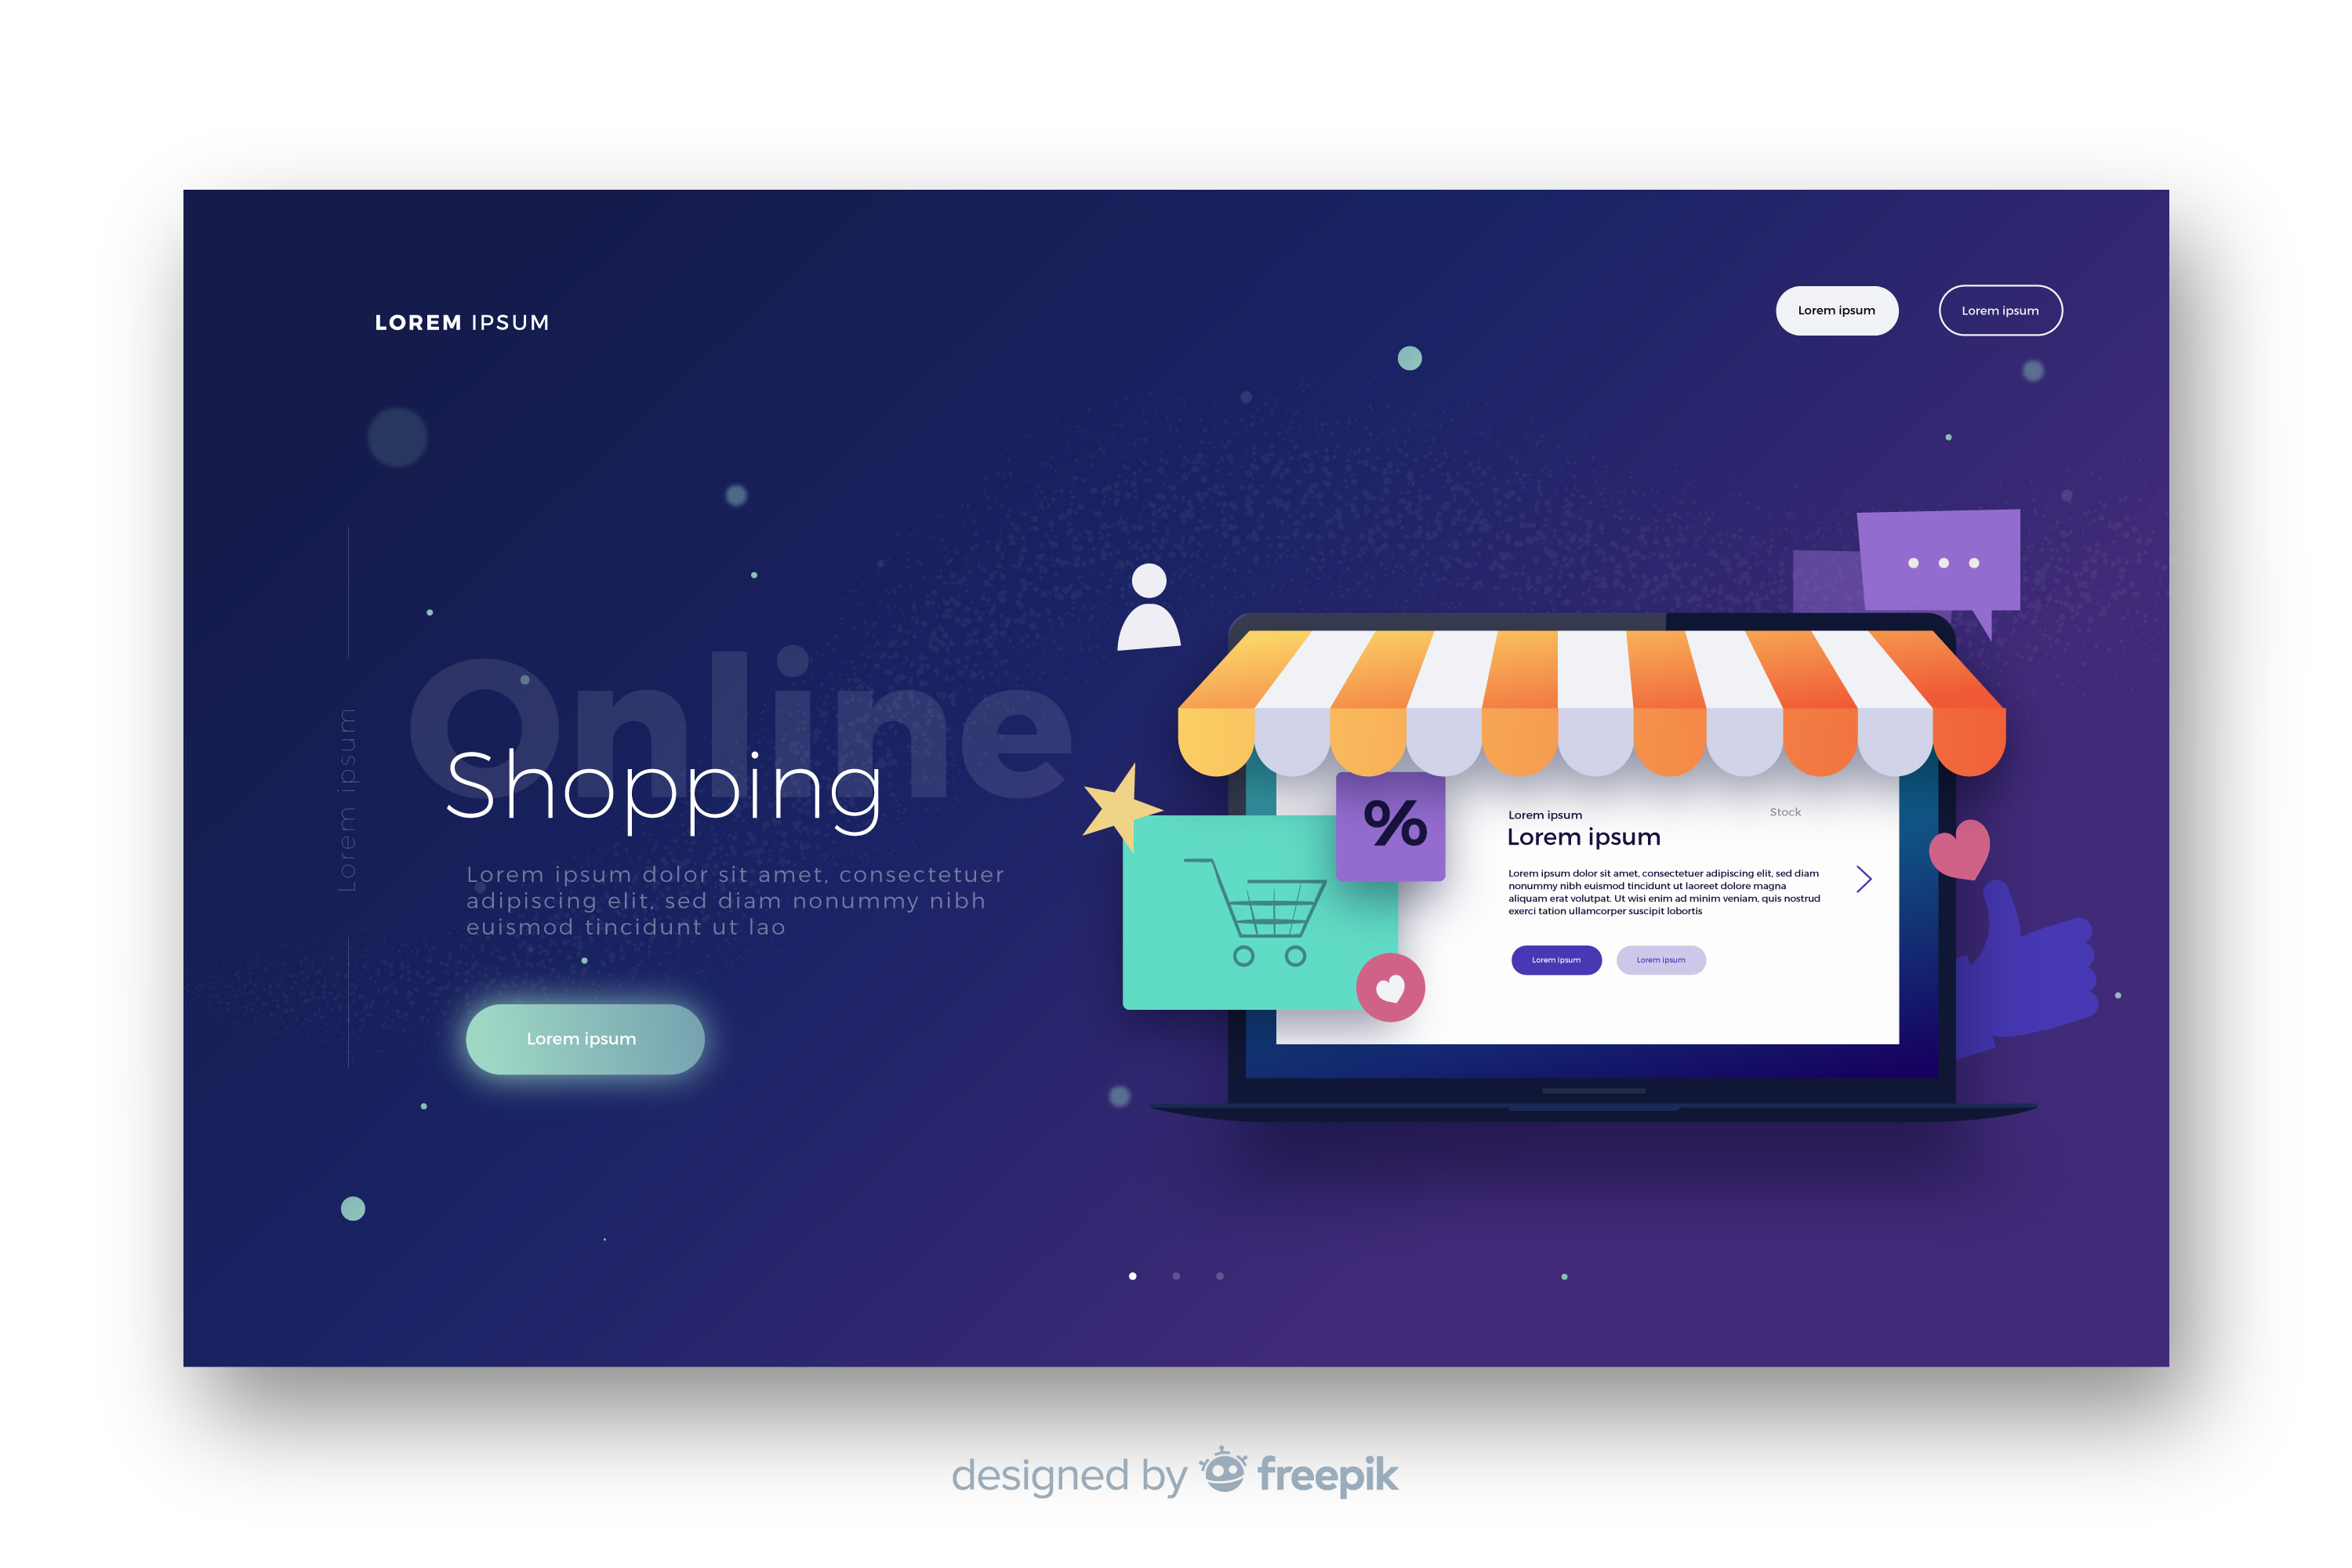 LOREM IPSUM
Lorem ipsum
Lorem ipsum
Lorem ipsum
Online
Shopping
Lorem ipsum dolor sit amet, consectetuer
adipiscing elit, sed diam nonummy nibh
euismod tincidunt ut lao
Lorem ipsum
%
Lorem ipsum
Stock
Lorem ipsum
Lorem ipsum dolor sit amet, consectetuer adipiscing elit, sed diam
nonummy nibh euismod tincidunt ut laoreet dolore magna
aliquam erat volutpat. Ut wisi enim ad minim veniam, quis nostrud
exerci tation ullamcorper suscipit lobortis
Lorem ipsum
Lorem ipsum
designed by freepik